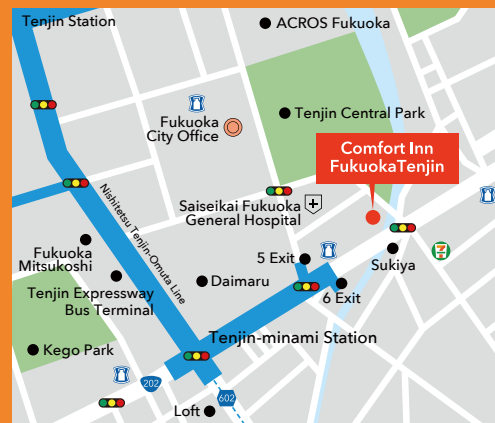 Tenjin Station
ACROS Fukuoka
Fukuoka
City Office
Tenjin Central Park
Comfort Inn
FukuokaTenjin
Nishitetsu Tenjin-Omuta Line
Saiseikai Fukuoka
General Hospital
Fukuoka
Mitsukoshi
5 Exit
Sukiya
7
Tenjin Expressway
Bus Terminal
Daimaru
6 Exit
Tenjin-minami Station
Kego Park
202
602
Loft